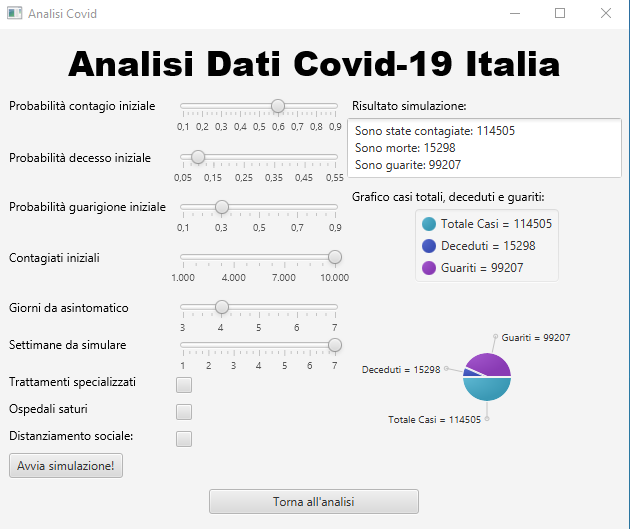 Analisi Covid
Analisi Dati Covid-19 Italia
Probabilità contagio iniziale
0,1 0,2 0,3 0,4 0,5 0,6 0,7 0,8 0,9
Probabilità decesso iniziale
0,05 0,15 0,25 0,35 0,45 0,55
Probabilità guarigione iniziale
0,1 0,3 0,5 0,7 0,9
Contagiati iniziali
1.000 4.000 7.000 10.000
Giorni da asintomatico
3 4 5 6 7
Settimane da simulare
1 2 3 4 5 6 7
Trattamenti specializzati
Ospedali saturi
Distanziamento sociale:
Avvia simulazione!
Risultato simulazione:
Sono state contagiate: 114505
Sono morte: 15298
Sono guarite: 99207
Grafico casi totali, deceduti e guariti:
Totale Casi = 114505
Deceduti = 15298
Guariti = 99207
Guariti = 99207
Deceduti = 15298
Totale Casi = 114505
Torna all'analisi